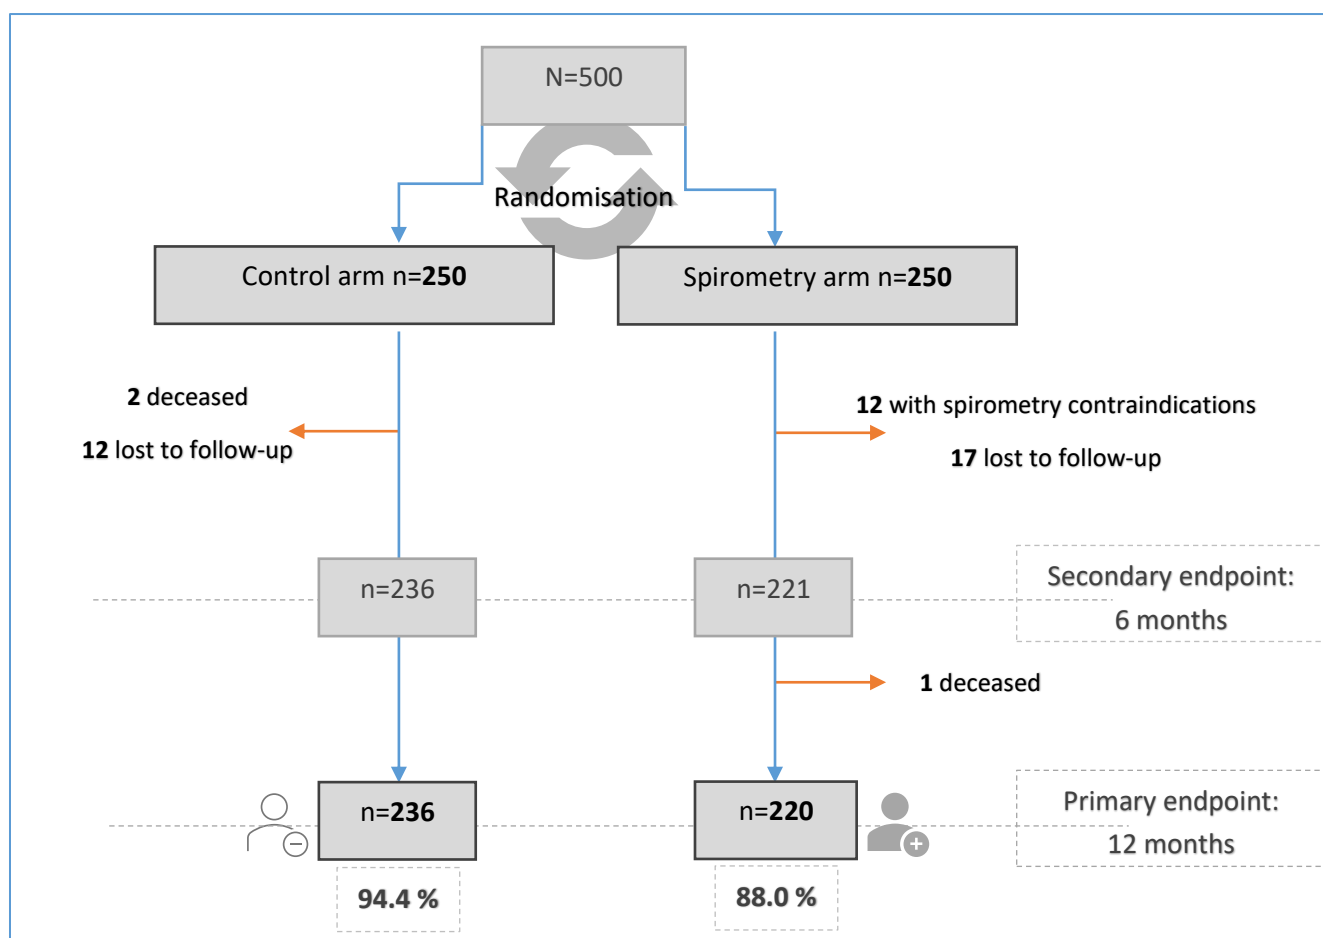 N=500
Randomisation
Control arm n=250
Spirometry arm n=250
2 deceased
12 lost to follow-up
12 with spirometry contraindications
17 lost to follow-up
n=236
n=221
Secondary endpoint:
6 months
1 deceased
n=236
n=220
Primary endpoint:
12 months
94.4 %
88.0 %